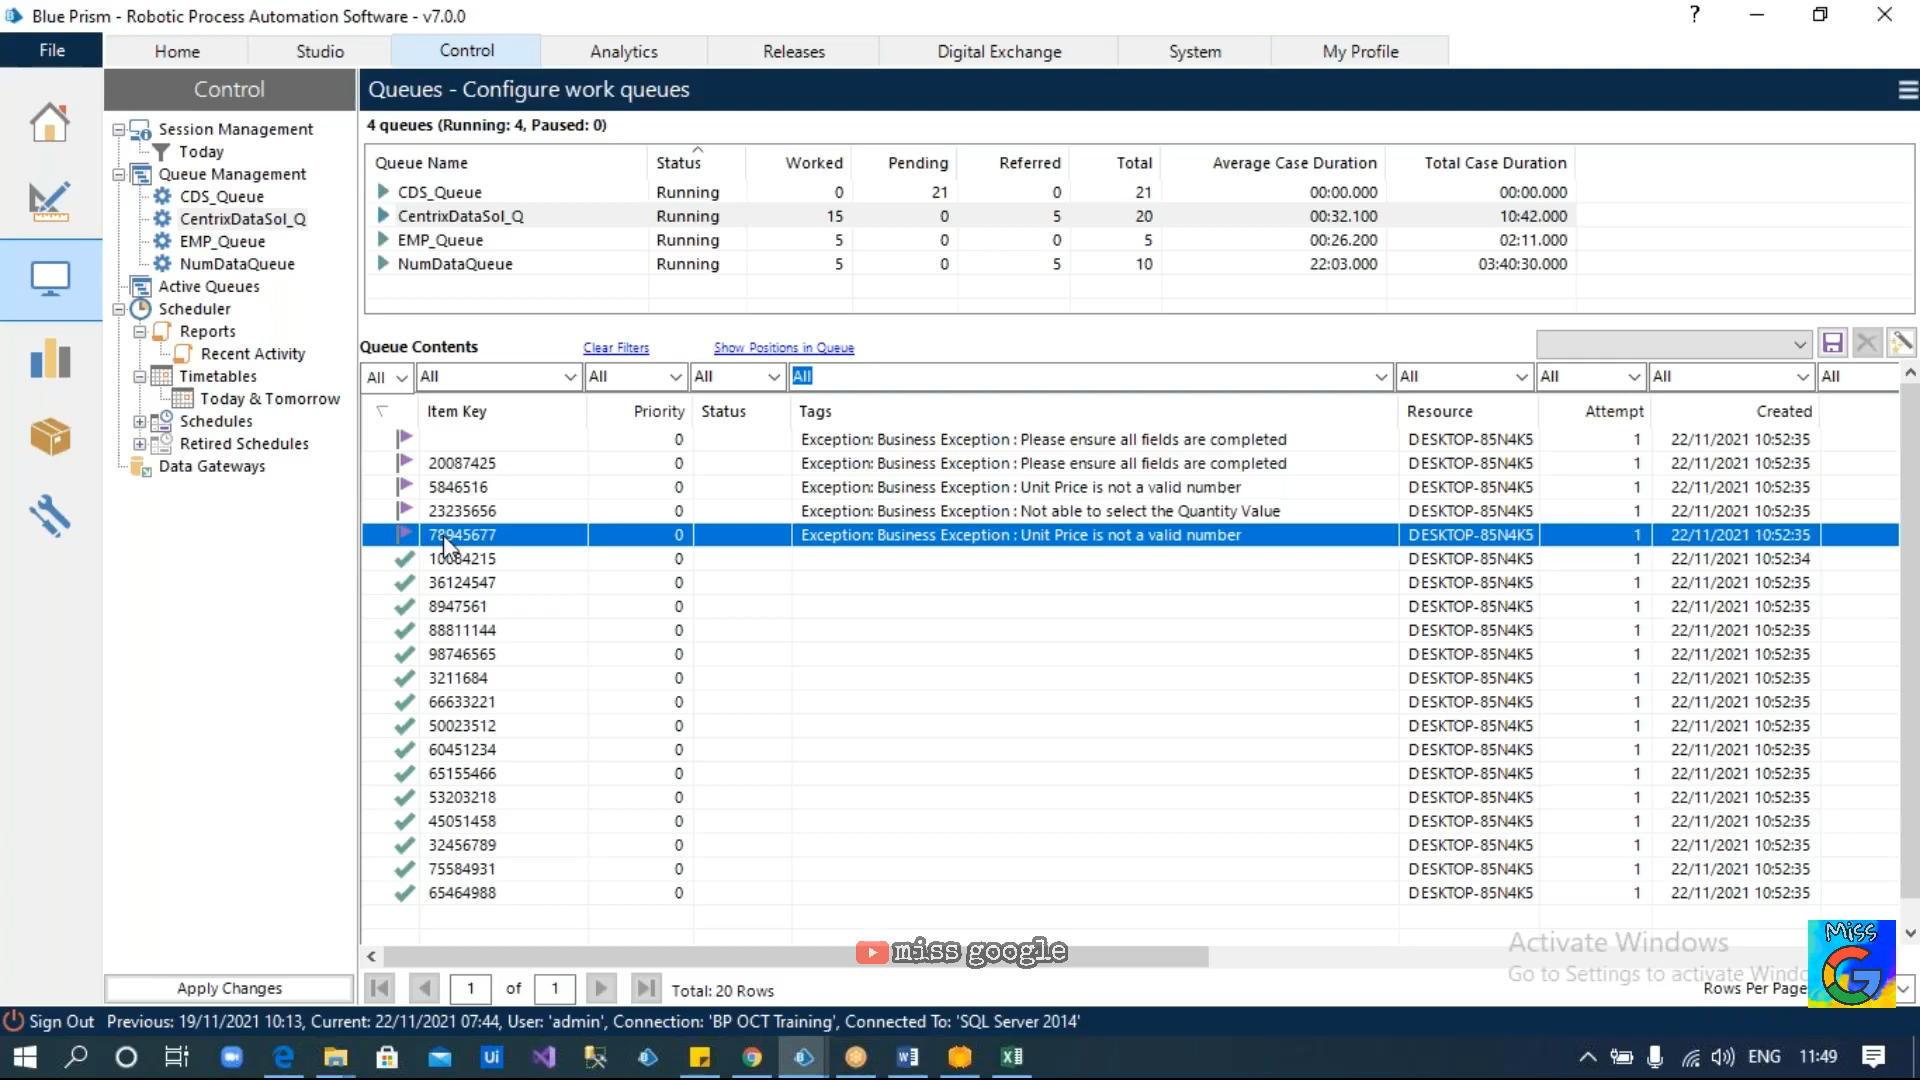 Blue Prism - Robotic Process Automation Software - v7.0.0
?
File Home Studio Control Analytics Releases Digital Exchange System My Profile
Control
Session Management
Today
Queue Management
CDS_Queue
CentrixDataSol_Q
EMP_Queue
NumDataQueue
Active Queues
Scheduler
Reports
Recent Activity
Timetables
Today & Tomorrow
Schedules
Retired Schedules
Data Gateways
Apply Changes
Queues - Configure work queues
4 queues (Running: 4, Paused: 0)
Queue Name Status Worked Pending Referred Total Average Case Duration Total Case Duration
CDS_Queue Running 0 21 0 21 00:00.000 00:00.000
CentrixDataSol_Q Running 15 0 5 20 00:32.100 10:42.000
EMP_Queue Running 5 0 0 5 00:26.200 02:11.000
NumDataQueue Running 5 0 5 10 22:03.000 03:40:30.000
Queue Contents Clear Filters Show Positions in Queue
All All All All All All All All All
Item Key Priority Status Tags Resource Attempt Created
0 Exception: Business Exception : Please ensure all fields are completed DESKTOP-85N4K5 1 22/11/2021 10:52:35
20087425 0 Exception: Business Exception : Please ensure all fields are completed DESKTOP-85N4K5 1 22/11/2021 10:52:35
5846516 0 Exception: Business Exception : Unit Price is not a valid number DESKTOP-85N4K5 1 22/11/2021 10:52:35
23235656 0 Exception: Business Exception : Not able to select the Quantity Value DESKTOP-85N4K5 1 22/11/2021 10:52:35
78945677 0 Exception: Business Exception : Unit Price is not a valid number DESKTOP-85N4K5 1 22/11/2021 10:52:35
10084215 0 DESKTOP-85N4K5 1 22/11/2021 10:52:34
36124547 0 DESKTOP-85N4K5 1 22/11/2021 10:52:35
8947561 0 DESKTOP-85N4K5 1 22/11/2021 10:52:35
88811144 0 DESKTOP-85N4K5 1 22/11/2021 10:52:35
98746565 0 DESKTOP-85N4K5 1 22/11/2021 10:52:35
3211684 0 DESKTOP-85N4K5 1 22/11/2021 10:52:35
66633221 0 DESKTOP-85N4K5 1 22/11/2021 10:52:35
50023512 0 DESKTOP-85N4K5 1 22/11/2021 10:52:35
60451234 0 DESKTOP-85N4K5 1 22/11/2021 10:52:35
65155466 0 DESKTOP-85N4K5 1 22/11/2021 10:52:35
53203218 0 DESKTOP-85N4K5 1 22/11/2021 10:52:35
45051458 0 DESKTOP-85N4K5 1 22/11/2021 10:52:35
32456789 0 DESKTOP-85N4K5 1 22/11/2021 10:52:35
75584931 0 DESKTOP-85N4K5 1 22/11/2021 10:52:35
65464988 0 DESKTOP-85N4K5 1 22/11/2021 10:52:35
miss google
Activate Windows
Go to Settings to activate Windo
Miss
G
1 of 1 Total: 20 Rows Rows Per Page
Sign Out Previous: 19/11/2021 10:13, Current: 22/11/2021 07:44, User: 'admin', Connection: 'BP OCT Training', Connected To: 'SQL Server 2014'
Ui
ENG 11:49